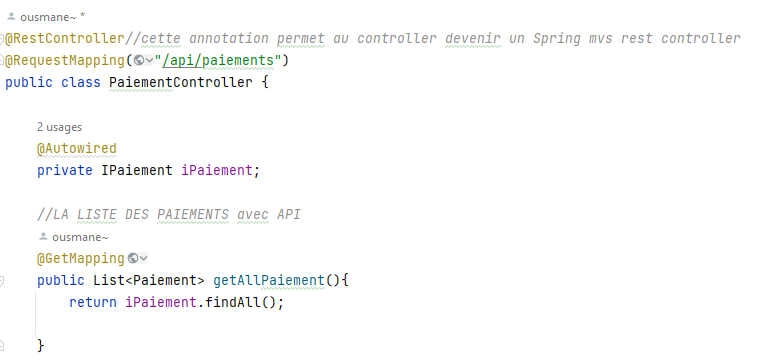 ousmane~ *
@RestController//cette annotation permet au controller devenir un Spring mvs rest controller
@RequestMapping("/api/paiements")
public class PaiementController {
2 usages
@Autowired
private IPaiement iPaiement;
//LA LISTE DES PAIEMENTS avec API
ousmane~
@GetMapping
public List<Paiement> getAllPaiement(){
return iPaiement.findAll();
}